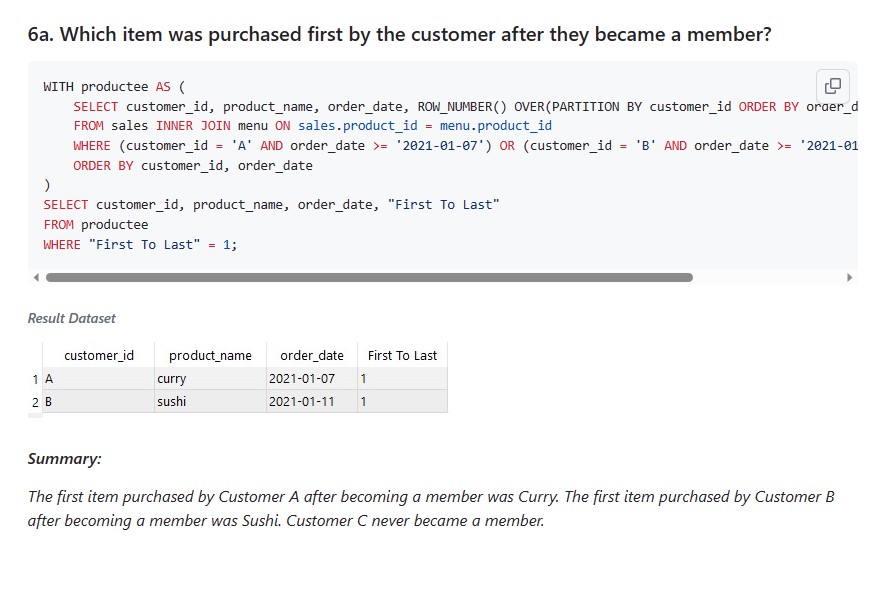 6a. Which item was purchased first by the customer after they became a member?
WITH productee AS (
SELECT customer_id, product_name, order_date, ROW_NUMBER() OVER(PARTITION BY customer_id ORDER BY order_d
FROM sales INNER JOIN menu ON sales.product_id = menu.product_id
WHERE (customer_id = 'A' AND order_date >= '2021-01-07') OR (customer_id = 'B' AND order_date >= '2021-01
ORDER BY customer_id, order_date
)
SELECT customer_id, product_name, order_date, "First To Last"
FROM productee
WHERE "First To Last" = 1;
Result Dataset
customer_id product_name order_date First To Last
1 A curry 2021-01-07 1
2 B sushi 2021-01-11 1
Summary:
The first item purchased by Customer A after becoming a member was Curry. The first item purchased by Customer B
after becoming a member was Sushi. Customer C never became a member.